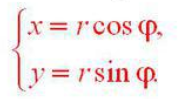 x = r cos φ,
y = r sin φ.